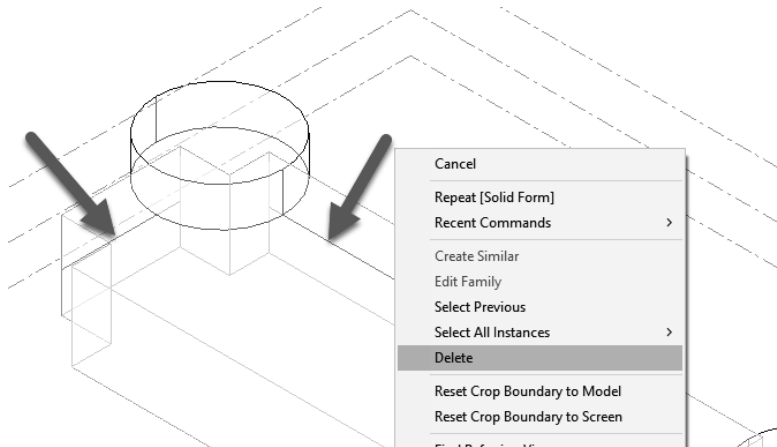 Cancel
Repeat [Solid Form]
Recent Commands
Create Similar
Edit Family
Select Previous
Select All Instances
Delete
Reset Crop Boundary to Model
Reset Crop Boundary to Screen